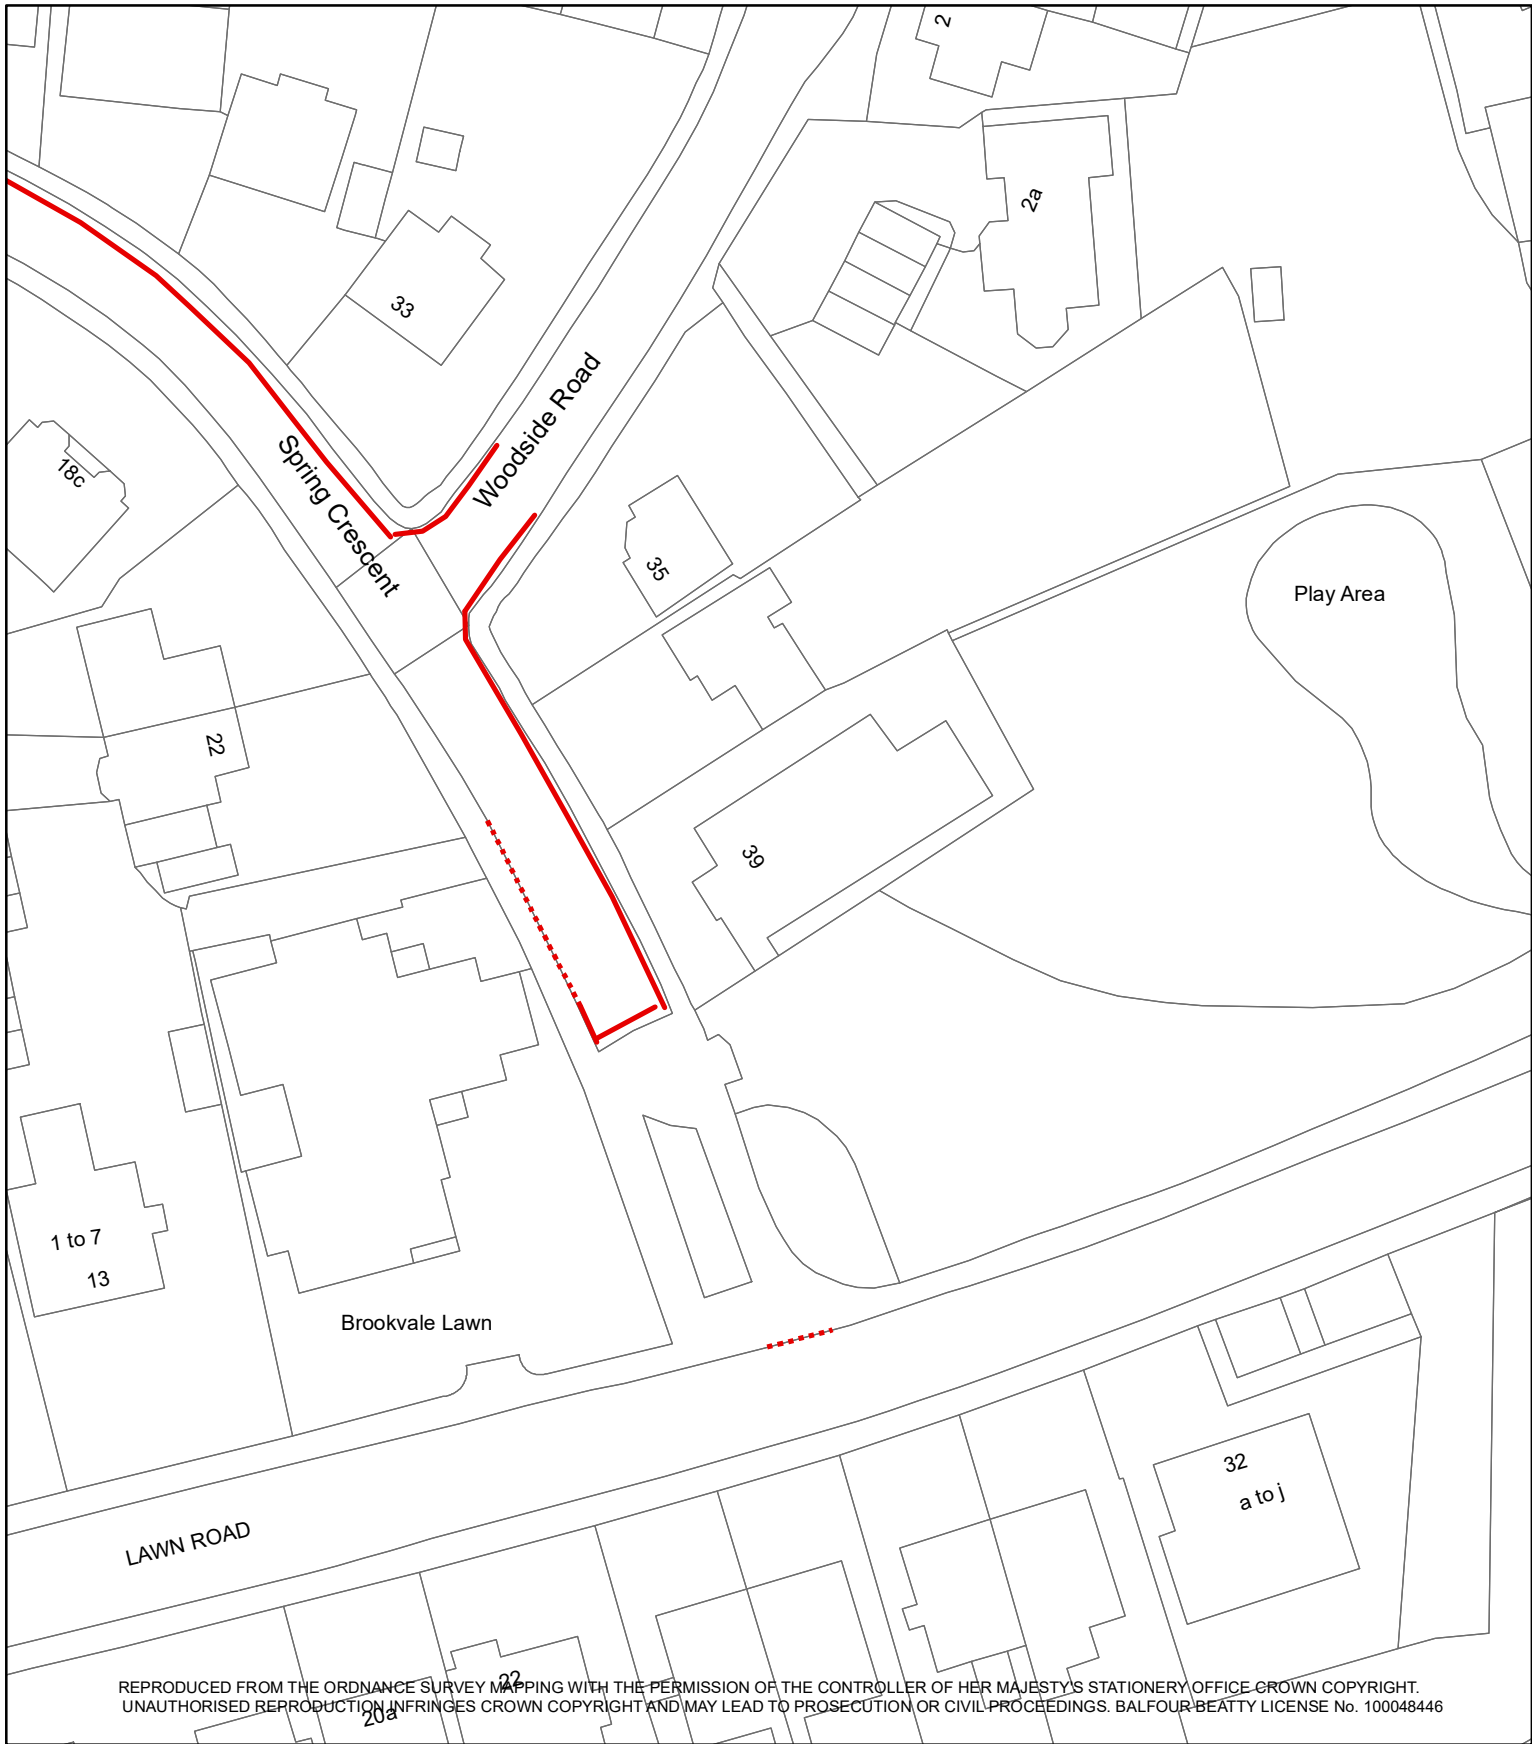 2
2a
33
Woodside Road
Spring Crescent
18c
35
Play Area
22
39
1 to 7
13
Brookvale Lawn
32
a to j
LAWN ROAD
22
REPRODUCED FROM THE ORDNANCE SURVEY MAPPING WITH THE PERMISSION OF THE CONTROLLER OF HER MAJESTY'S STATIONERY OFFICE CROWN COPYRIGHT.
UNAUTHORISED REPRODUCTION INFRINGES CROWN COPYRIGHT AND MAY LEAD TO PROSECUTION OR CIVIL PROCEEDINGS. BALFOUR BEATTY LICENSE No. 100048446
20a